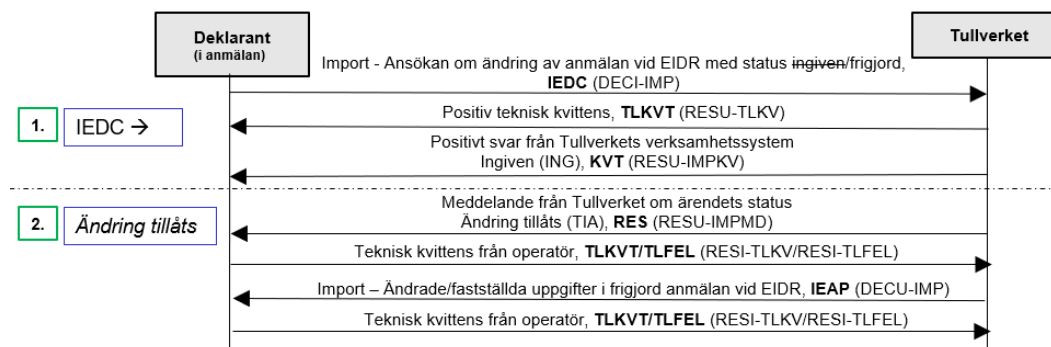 Deklarant
(i anmälan)
Tullverket
Import - Ansökan om ändring av anmälan vid EIDR med status ingiven/frigjord,
IEDC (DECI-IMP)
1.
IEDC →
Positiv teknisk kvittens, TLKVT (RESU-TLKV)
Positivt svar från Tullverkets verksamhetssystem
Ingiven (ING), KVT (RESU-IMPKV)
2.
Ändring tillåts
Meddelande från Tullverket om ärendets status
Ändring tillåts (TIA), RES (RESU-IMPMD)
Teknisk kvittens från operatör, TLKVT/TLFEL (RESI-TLKV/RESI-TLFEL)
Import – Ändrade/fastställda uppgifter i frigjord anmälan vid EIDR, IEAP (DECU-IMP)
Teknisk kvittens från operatör, TLKVT/TLFEL (RESI-TLKV/RESI-TLFEL)